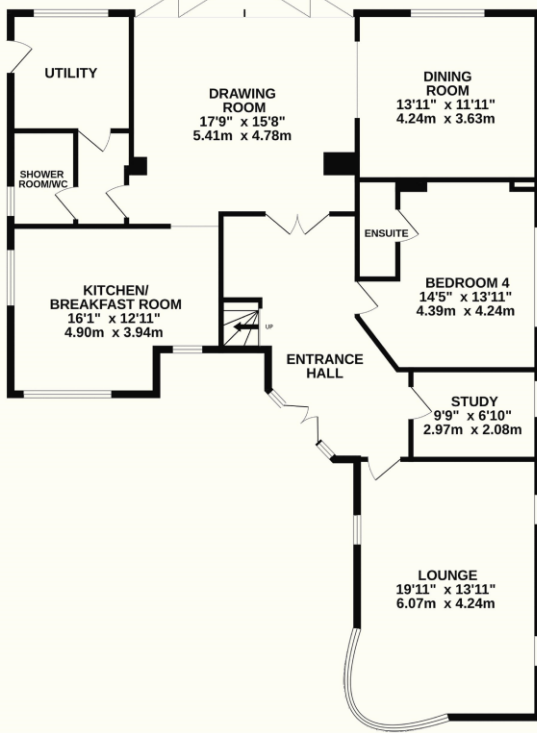 UTILITY
DRAWING
ROOM
17'9" x 15'8"
5.41m x 4.78m
DINING
ROOM
13'11" x 11'11"
4.24m x 3.63m
SHOWER
ROOM/WC
ENSUITE
KITCHEN/
BREAKFAST ROOM
16'1" x 12'11"
4.90m x 3.94m
BEDROOM 4
14'5" x 13'11"
4.39m x 4.24m
UP
ENTRANCE
HALL
STUDY
9'9" x 6'10"
2.97m x 2.08m
LOUNGE
19'11" x 13'11"
6.07m x 4.24m